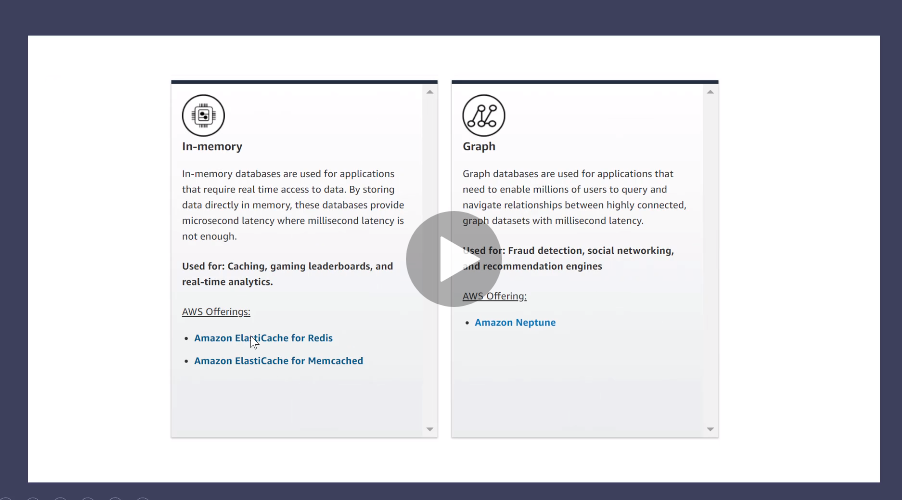 In-memory
In-memory databases are used for applications
that require real time access to data. By storing
data directly in memory, these databases provide
microsecond latency where millisecond latency is
not enough.
Used for: Caching, gaming leaderboards, and
real-time analytics.
AWS Offerings:
• Amazon ElastiCache for Redis
• Amazon ElastiCache for Memcached
Graph
Graph databases are used for applications that
need to enable millions of users to query and
navigate relationships between highly connected,
graph datasets with millisecond latency.
Used for: Fraud detection, social networking,
and recommendation engines
AWS Offering:
• Amazon Neptune